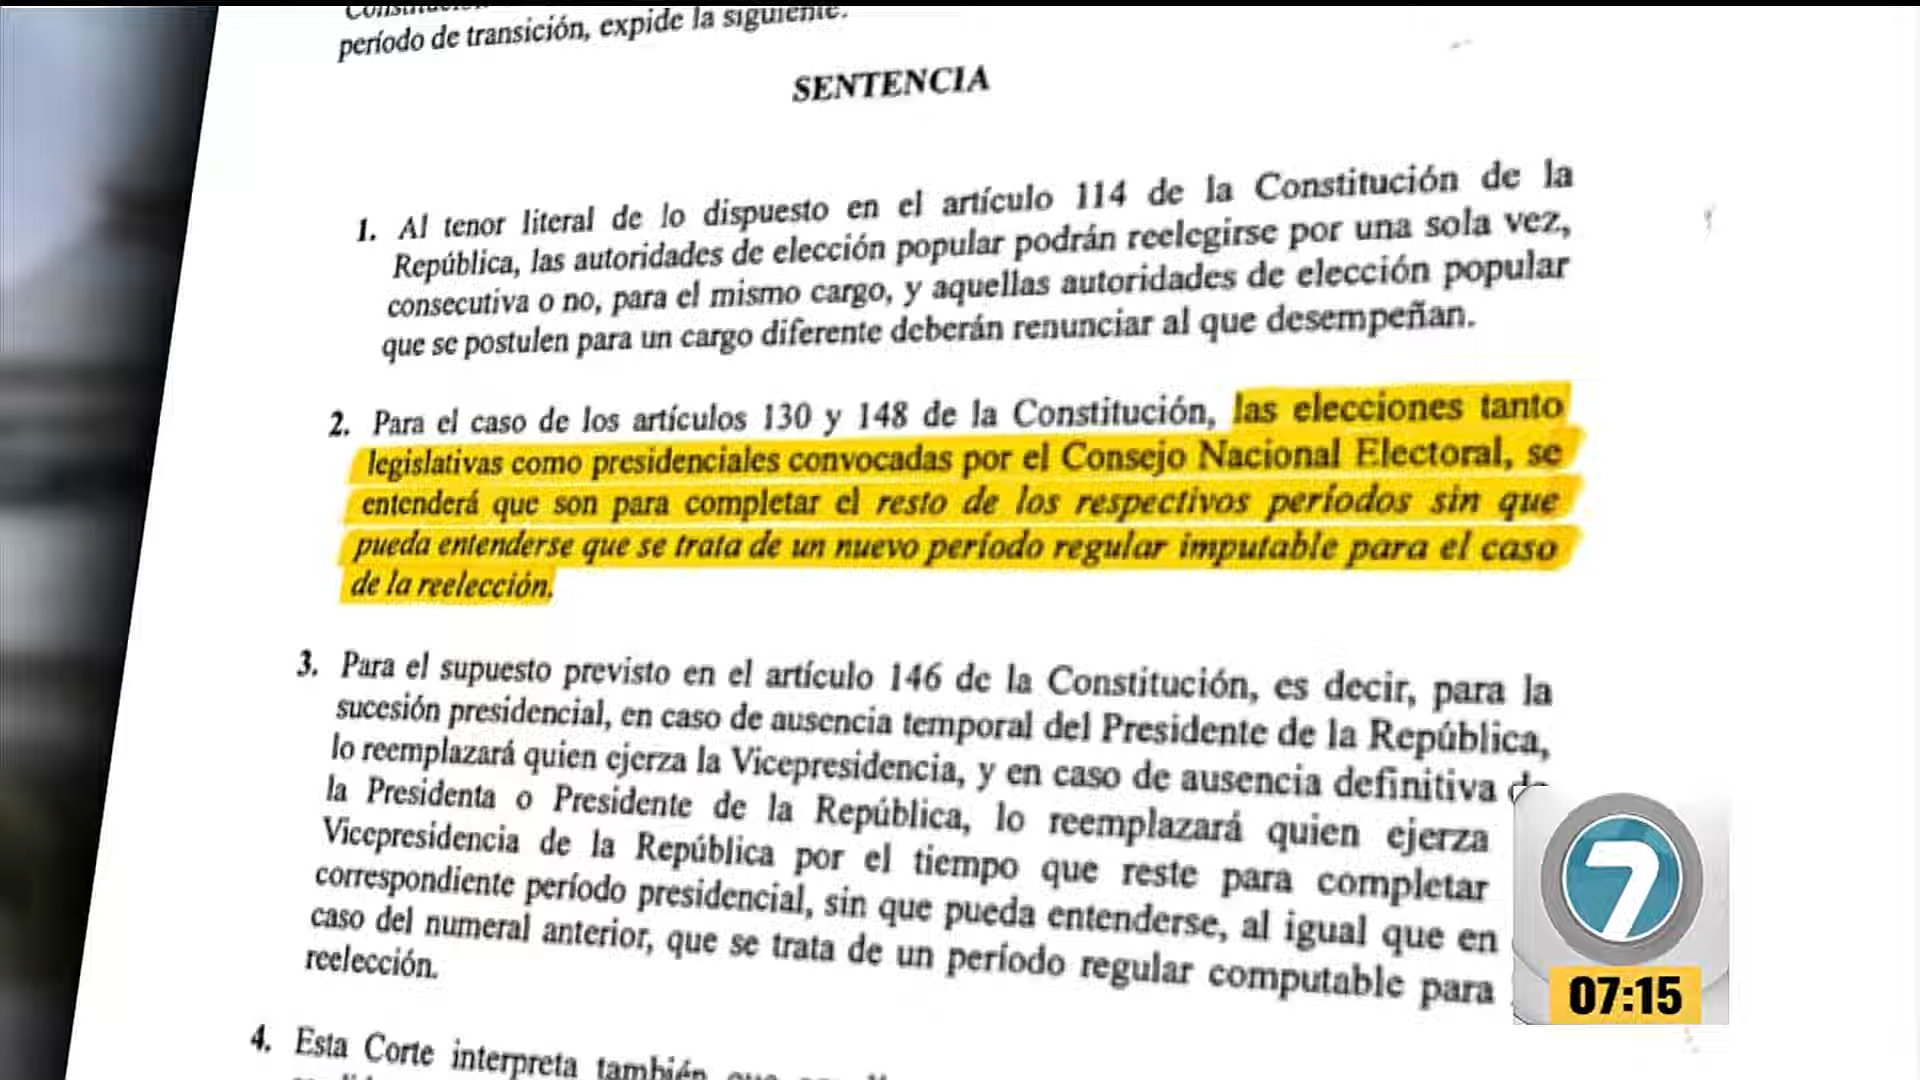 período de transición, expide la siguiente:
SENTENCIA
1. Al tenor literal de lo dispuesto en el artículo 114 de la Constitución de la
República, las autoridades de elección popular podrán reelegirse por una sola vez,
consecutiva o no, para el mismo cargo, y aquellas autoridades de elección popular
que se postulen para un cargo diferente deberán renunciar al que desempeñan.
2. Para el caso de los artículos 130 y 148 de la Constitución, las elecciones tanto
legislativas como presidenciales convocadas por el Consejo Nacional Electoral, se
entenderá que son para completar el resto de los respectivos períodos sin que
pueda entenderse que se trata de un nuevo período regular imputable para el caso
de la reelección.
3. Para el supuesto previsto en el artículo 146 de la Constitución, es decir, para la
sucesión presidencial, en caso de ausencia temporal del Presidente de la República,
lo reemplazará quien ejerza la Vicepresidencia, y en caso de ausencia definitiva
la Presidenta o Presidente de la República, lo reemplazará quien ejerza
Vicepresidencia de la República por el tiempo que reste para completar
correspondiente período presidencial, sin que pueda entenderse, al igual que en
caso del numeral anterior, que se trata de un período regular computable para
reelección.
4. Esta Corte interpreta también que
7
07:15